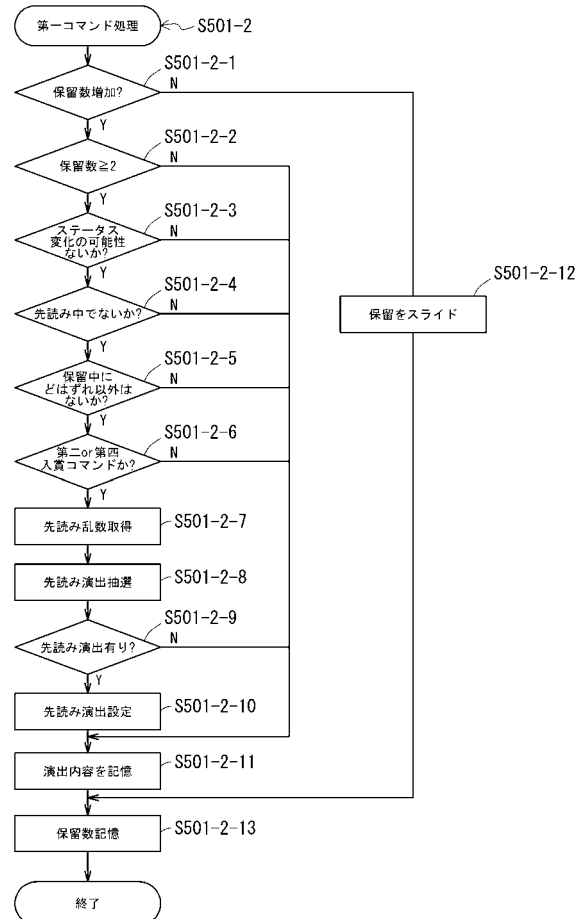 第一コマンド処理
S501-2
S501-2-1
保留数増加?
N
Y
S501-2-2
保留数≧2
N
Y
S501-2-3
ステータス
変化の可能性
ないか?
N
Y
S501-2-4
先読み中でないか?
N
Y
S501-2-12
保留をスライド
S501-2-5
保留中に
どはずれ以外は
ないか?
N
Y
S501-2-6
第二or第四
入賞コマンドか?
N
Y
先読み乱数取得
S501-2-7
先読み演出抽選
S501-2-8
S501-2-9
先読み演出有り?
N
Y
先読み演出設定
S501-2-10
演出内容を記憶
S501-2-11
保留数記憶
S501-2-13
終了